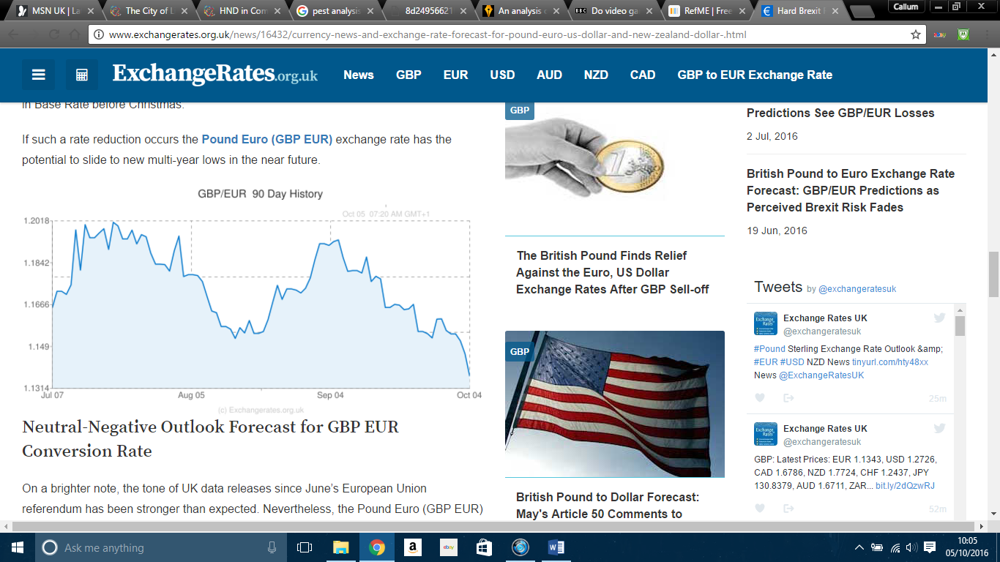 MSN UK | La
The City of L
HND in Com
pest analysis
8d24956621
An analysis o
BBC Do video ga
RefME | Free
Hard Brexit F
Callum
www.exchangerates.org.uk/news/16432/currency-news-and-exchange-rate-forecast-for-pound-euro-us-dollar-and-new-zealand-dollar-.html
ebay
ExchangeRates.org.uk
News GBP EUR USD AUD NZD CAD GBP to EUR Exchange Rate
in Base Rate before Christmas.
If such a rate reduction occurs the Pound Euro (GBP EUR) exchange rate has the
potential to slide to new multi-year lows in the near future.
GBP/EUR 90 Day History
Oct 05 07:20 AM GMT+1
1.2018
1.1842
1.1666
1.149
1.1314
Jul 07 Aug 05 Sep 04 Oct 04
(c) Exchangerates.org.uk
Neutral-Negative Outlook Forecast for GBP EUR
Conversion Rate
On a brighter note, the tone of UK data releases since June's European Union
referendum has been stronger than expected. Nevertheless, the Pound Euro (GBP EUR)
GBP
1
The British Pound Finds Relief
Against the Euro, US Dollar
Exchange Rates After GBP Sell-off
GBP
British Pound to Dollar Forecast:
May's Article 50 Comments to
Predictions See GBP/EUR Losses
2 Jul, 2016
British Pound to Euro Exchange Rate
Forecast: GBP/EUR Predictions as
Perceived Brexit Risk Fades
19 Jun, 2016
Tweets by @exchangeratesuk
Exchange Rates
Exchange Rates UK
@exchangeratesuk
#Pound Sterling Exchange Rate Outlook &amp;
#EUR #USD NZD News tinyurl.com/hty48xx
News @ExchangeRatesUK
25m
Exchange Rates
Exchange Rates UK
@exchangeratesuk
GBP: Latest Prices: EUR 1.1343, USD 1.2726,
CAD 1.6786, NZD 1.7724, CHF 1.2437, JPY
130.8379, AUD 1.6711, ZAR... bit.ly/2dQzwRJ
52m
Ask me anything
a
ebay
10:05
05/10/2016